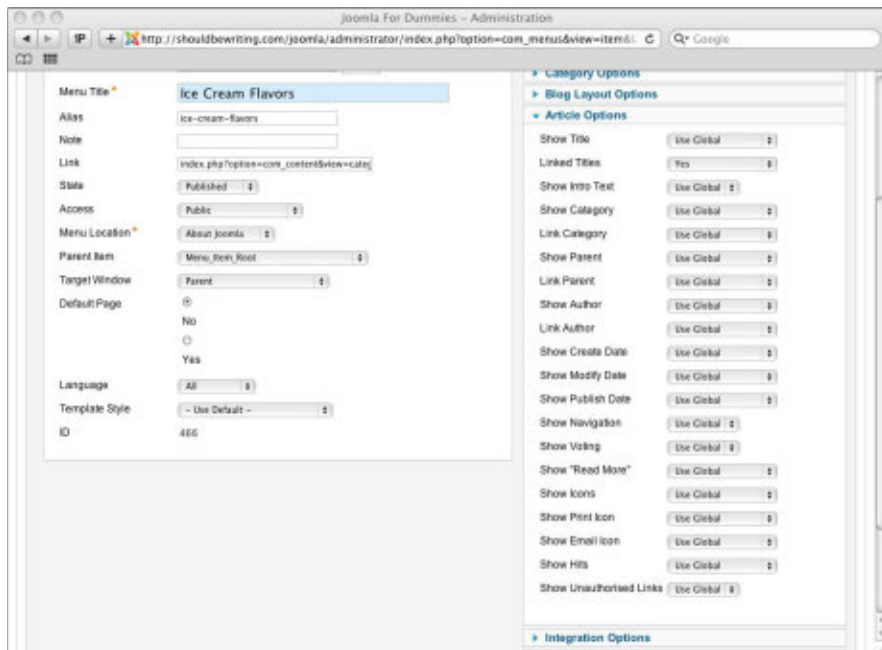 Joomla For Dummies – Administration
http://shouldbewriting.com/joomla/administrator/index.php?option=com_menus&view=item&
Google
Menu Title *
Ice Cream Flavors
Alias
ice-cream-flavors
Note
Link
index.php?option=com_content&view=categ
State
Published
Access
Public
Menu Location *
About Joomla
Parent Item
Menu_Item_Root
Target Window
Parent
Default Page
No
Yes
Language
All
Template Style
- Use Default -
ID
466
Category Options
Blog Layout Options
Article Options
Show Title Use Global
Linked Titles Yes
Show Intro Text Use Global
Show Category Use Global
Link Category Use Global
Show Parent Use Global
Link Parent Use Global
Show Author Use Global
Link Author Use Global
Show Create Date Use Global
Show Modify Date Use Global
Show Publish Date Use Global
Show Navigation Use Global
Show Voting Use Global
Show "Read More" Use Global
Show Icons Use Global
Show Print Icon Use Global
Show Email Icon Use Global
Show Hits Use Global
Show Unauthorised Links Use Global
Integration Options